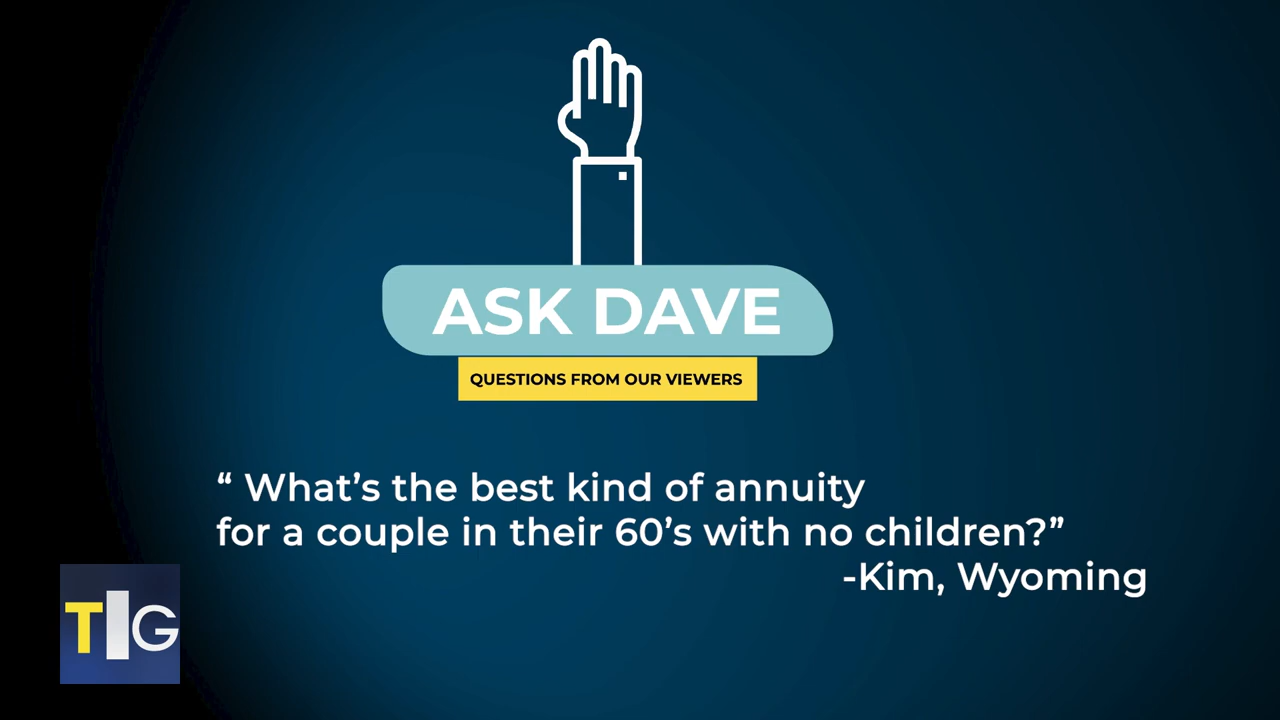 ASK DAVE
QUESTIONS FROM OUR VIEWERS
“ What’s the best kind of annuity
for a couple in their 60’s with no children?”
-Kim, Wyoming
TIG